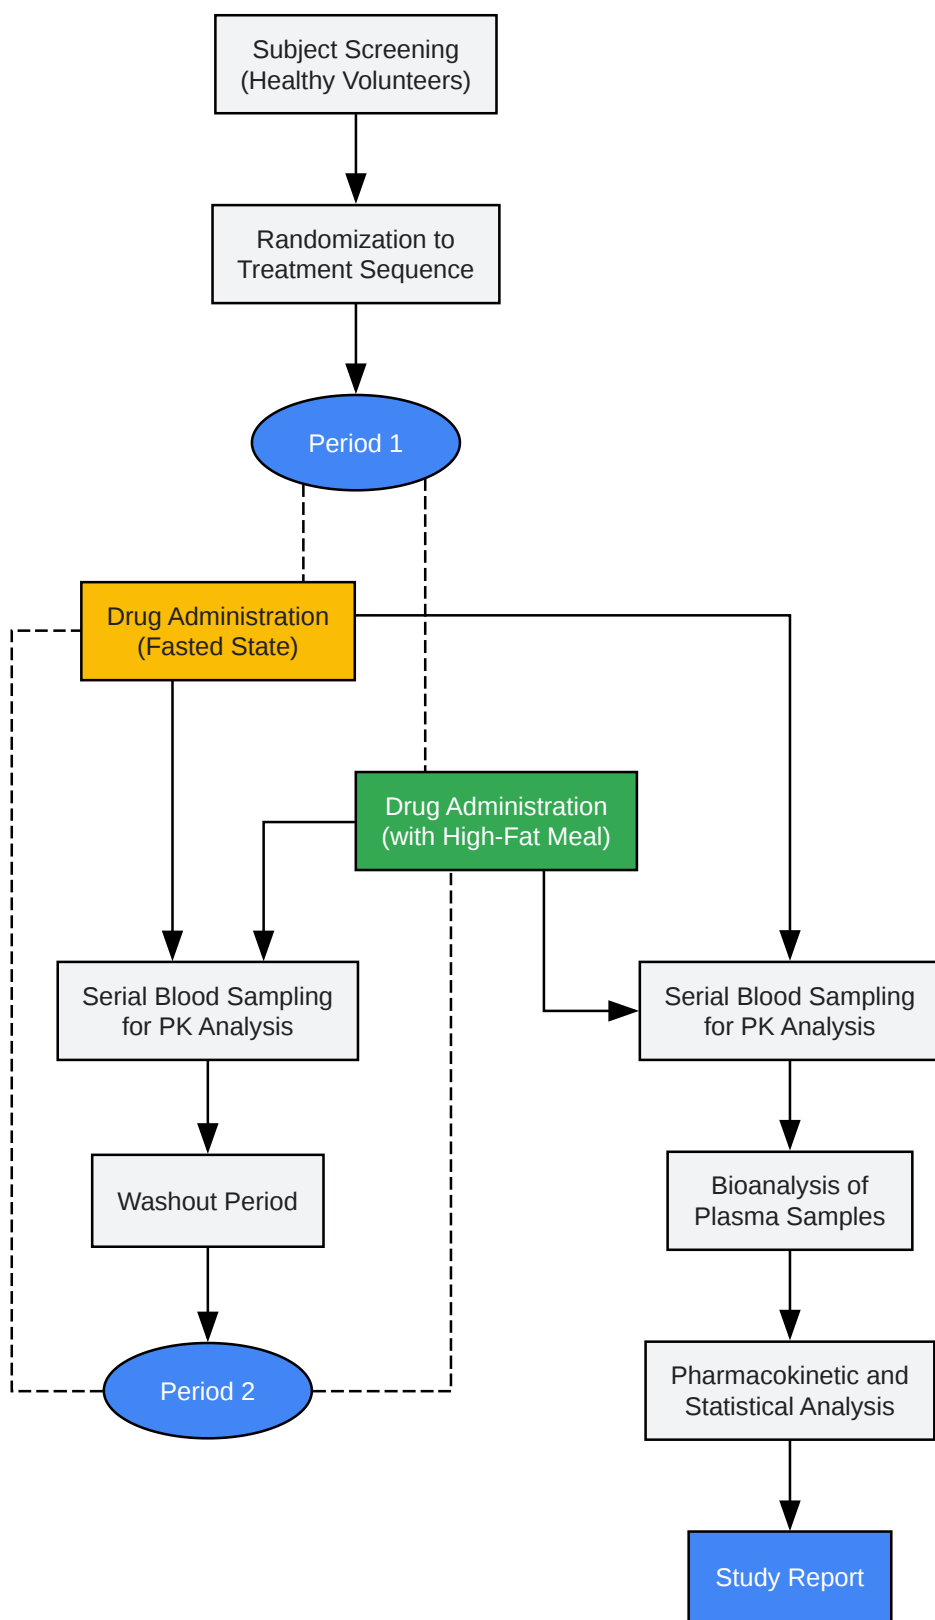 Subject Screening
(Healthy Volunteers)
Randomization to
Treatment Sequence
Period 1
Drug Administration
(Fasted State)
Drug Administration
(with High-Fat Meal)
Serial Blood Sampling
for PK Analysis
Serial Blood Sampling
for PK Analysis
Washout Period
Bioanalysis of
Plasma Samples
Period 2
Pharmacokinetic and
Statistical Analysis
Study Report